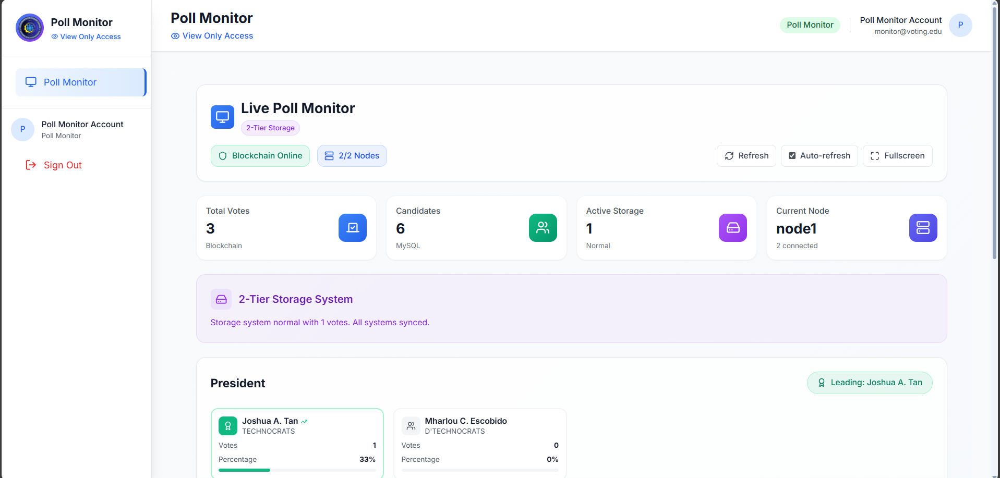 Poll Monitor
View Only Access
Poll Monitor
Poll Monitor Account
Poll Monitor
P
Sign Out
Poll Monitor
View Only Access
Poll Monitor
Poll Monitor Account
monitor@voting.edu
P
Live Poll Monitor
2-Tier Storage
Blockchain Online
2/2 Nodes
Refresh
Auto-refresh
Fullscreen
Total Votes
3
Blockchain
Candidates
6
MySQL
Active Storage
1
Normal
Current Node
node1
2 connected
2-Tier Storage System
Storage system normal with 1 votes. All systems synced.
President
Leading: Joshua A. Tan
Joshua A. Tan
TECHNOCRATS
Votes 1
Percentage 33%
Mharlou C. Escobido
D'TECHNOCRATS
Votes 0
Percentage 0%